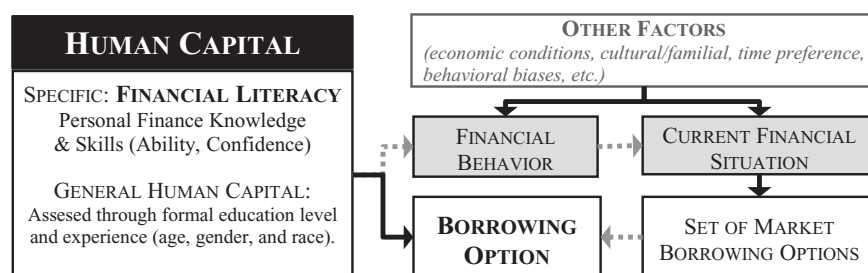 HUMAN CAPITAL
SPECIFIC: FINANCIAL LITERACY
Personal Finance Knowledge
& Skills (Ability, Confidence)
GENERAL HUMAN CAPITAL:
Assesed through formal education level
and experience (age, gender, and race).
OTHER FACTORS
(economic conditions, cultural/familial, time preference,
behavioral biases, etc.)
FINANCIAL
BEHAVIOR
CURRENT FINANCIAL
SITUATION
BORROWING
OPTION
SET OF MARKET
BORROWING OPTIONS